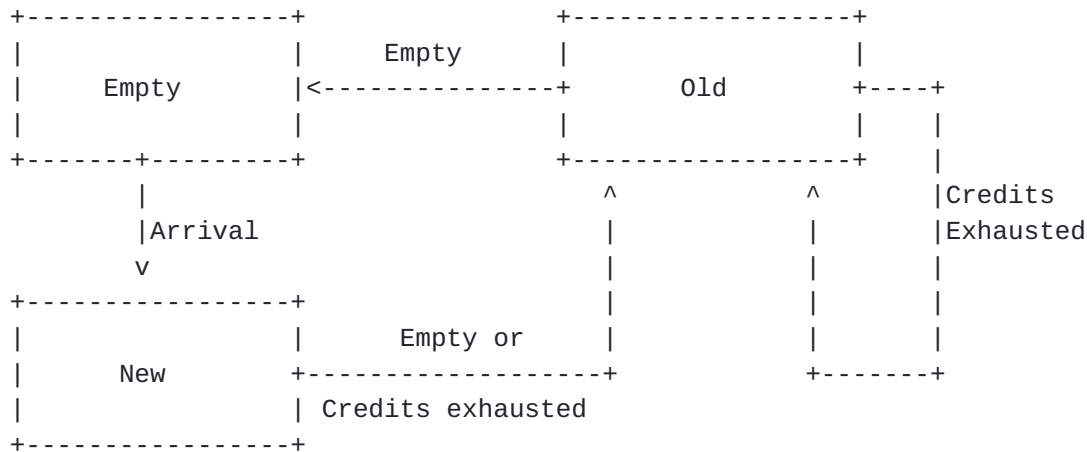 Empty
Empty
Old
Credits
Exhausted
Arrival
Empty or
New
Credits exhausted